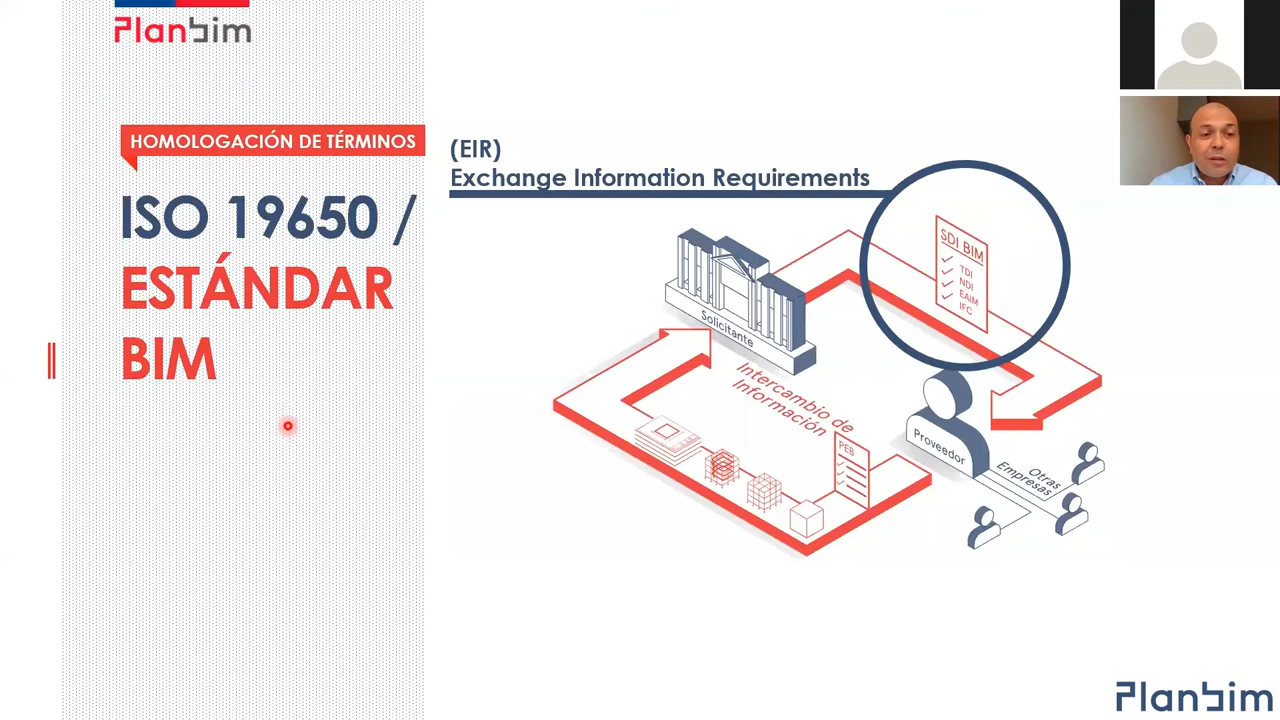 Planbim
HOMOLOGACIÓN DE TÉRMINOS
ISO 19650 /
ESTÁNDAR
BIM
(EIR)
Exchange Information Requirements
SDI BIM
TDI
NDI
EAIM
IFC
Solicitante
Intercambio de
Información
PEB
Proveedor
Otras
Empresas
Planbim